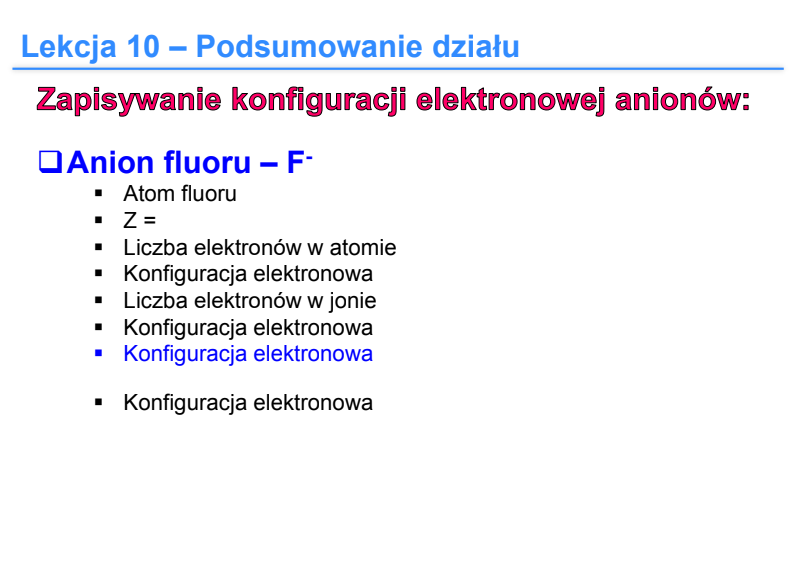 Lekcja 10 – Podsumowanie działu
Zapisywanie konfiguracji elektronowej anionów:
❑Anion fluoru – F⁻
▪ Atom fluoru
▪ Z =
▪ Liczba elektronów w atomie
▪ Konfiguracja elektronowa
▪ Liczba elektronów w jonie
▪ Konfiguracja elektronowa
▪ Konfiguracja elektronowa
▪ Konfiguracja elektronowa